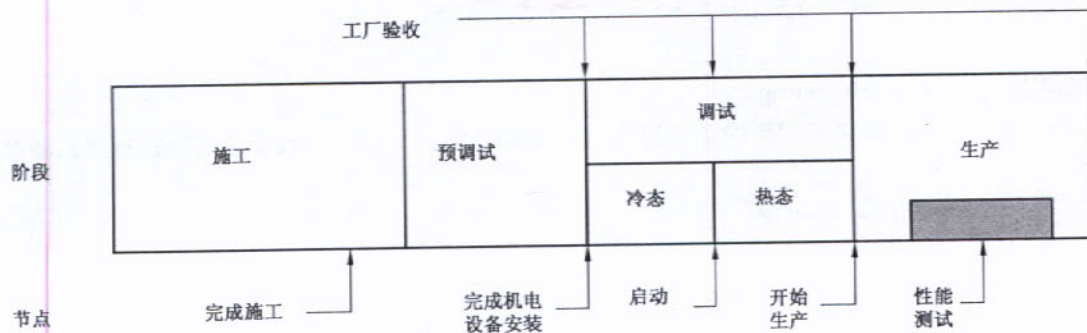 工厂验收
调试
施工
预调试
生产
阶段
冷态
热态
完成施工
完成机电
设备安装
启动
开始
生产
性能
测试
节点